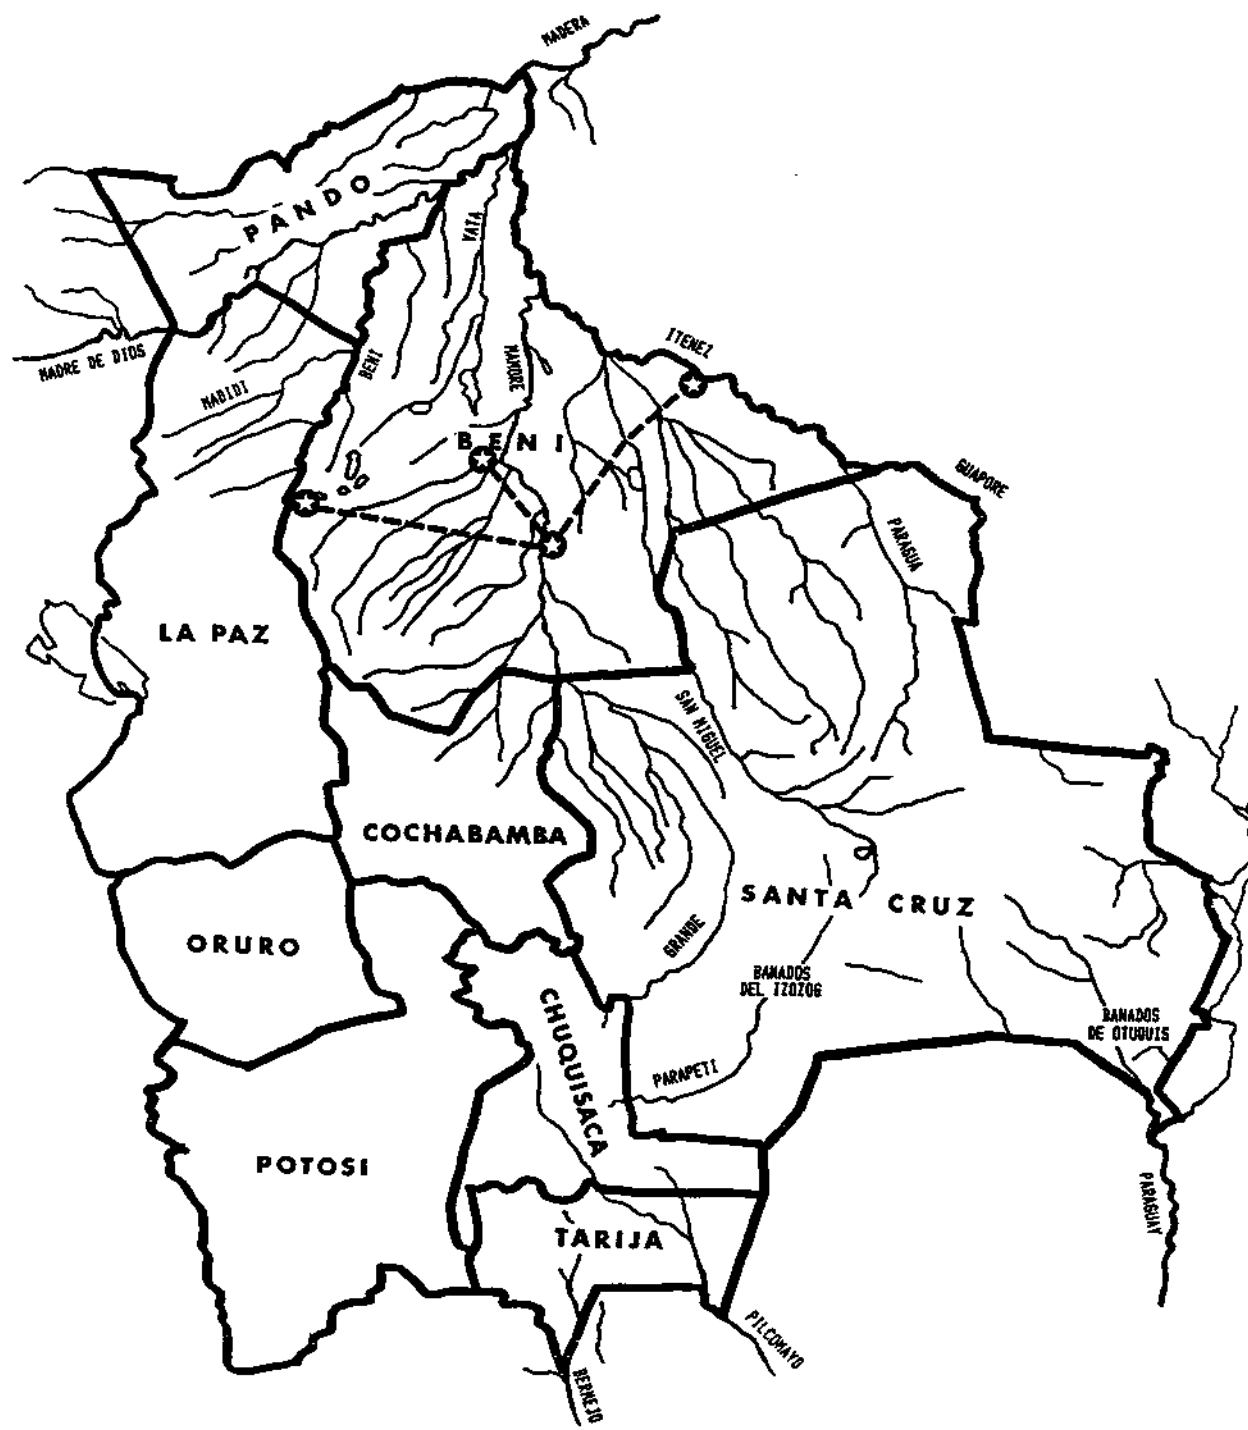 MADERA
PANDO
YATA
MADRE DE DIOS
MABIDI
BENI
MAMORE
ITENEZ
BENI
GUAPORE
PARAGUA
LA PAZ
SAN MIGUEL
COCHABAMBA
SANTA CRUZ
ORURO
GRANDE
BANADOS
DEL IZOZOG
CHUQUISACA
BANADOS
DE OTUQUIS
PARAPETI
POTOSI
PARAGUAY
TARIJA
PILCOMAYO
BERMEJO